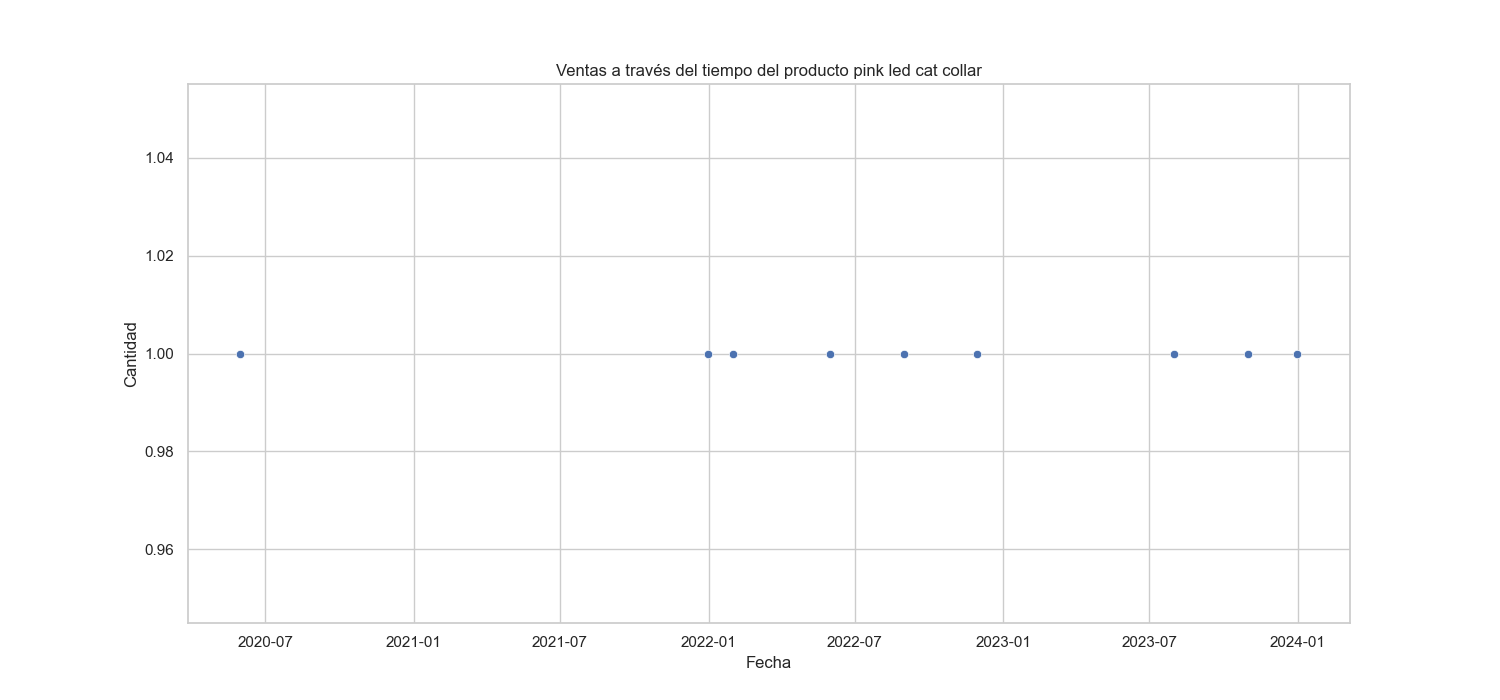 Ventas a través del tiempo del producto pink led cat collar
1.04
1.02
1.00
0.98
0.96
Cantidad
2020-07 2021-01 2021-07 2022-01 2022-07 2023-01 2023-07 2024-01
Fecha